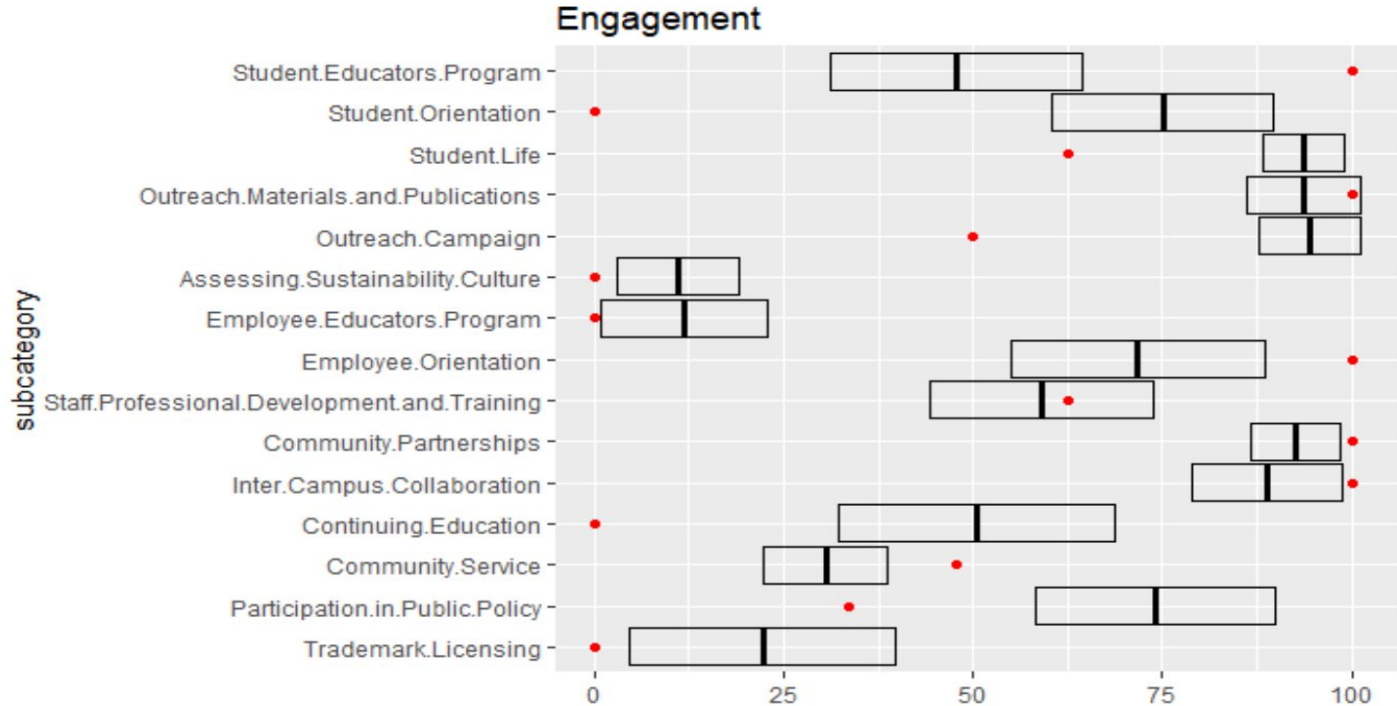 Engagement
Student.Educators.Program
Student.Orientation
Student.Life
Outreach.Materials.and.Publications
Outreach.Campaign
Assessing.Sustainability.Culture
Employee.Educators.Program
Employee.Orientation
Staff.Professional.Development.and.Training
Community.Partnerships
Inter.Campus.Collaboration
Continuing.Education
Community.Service
Participation.in.Public.Policy
Trademark.Licensing
subcategory
0 25 50 75 100